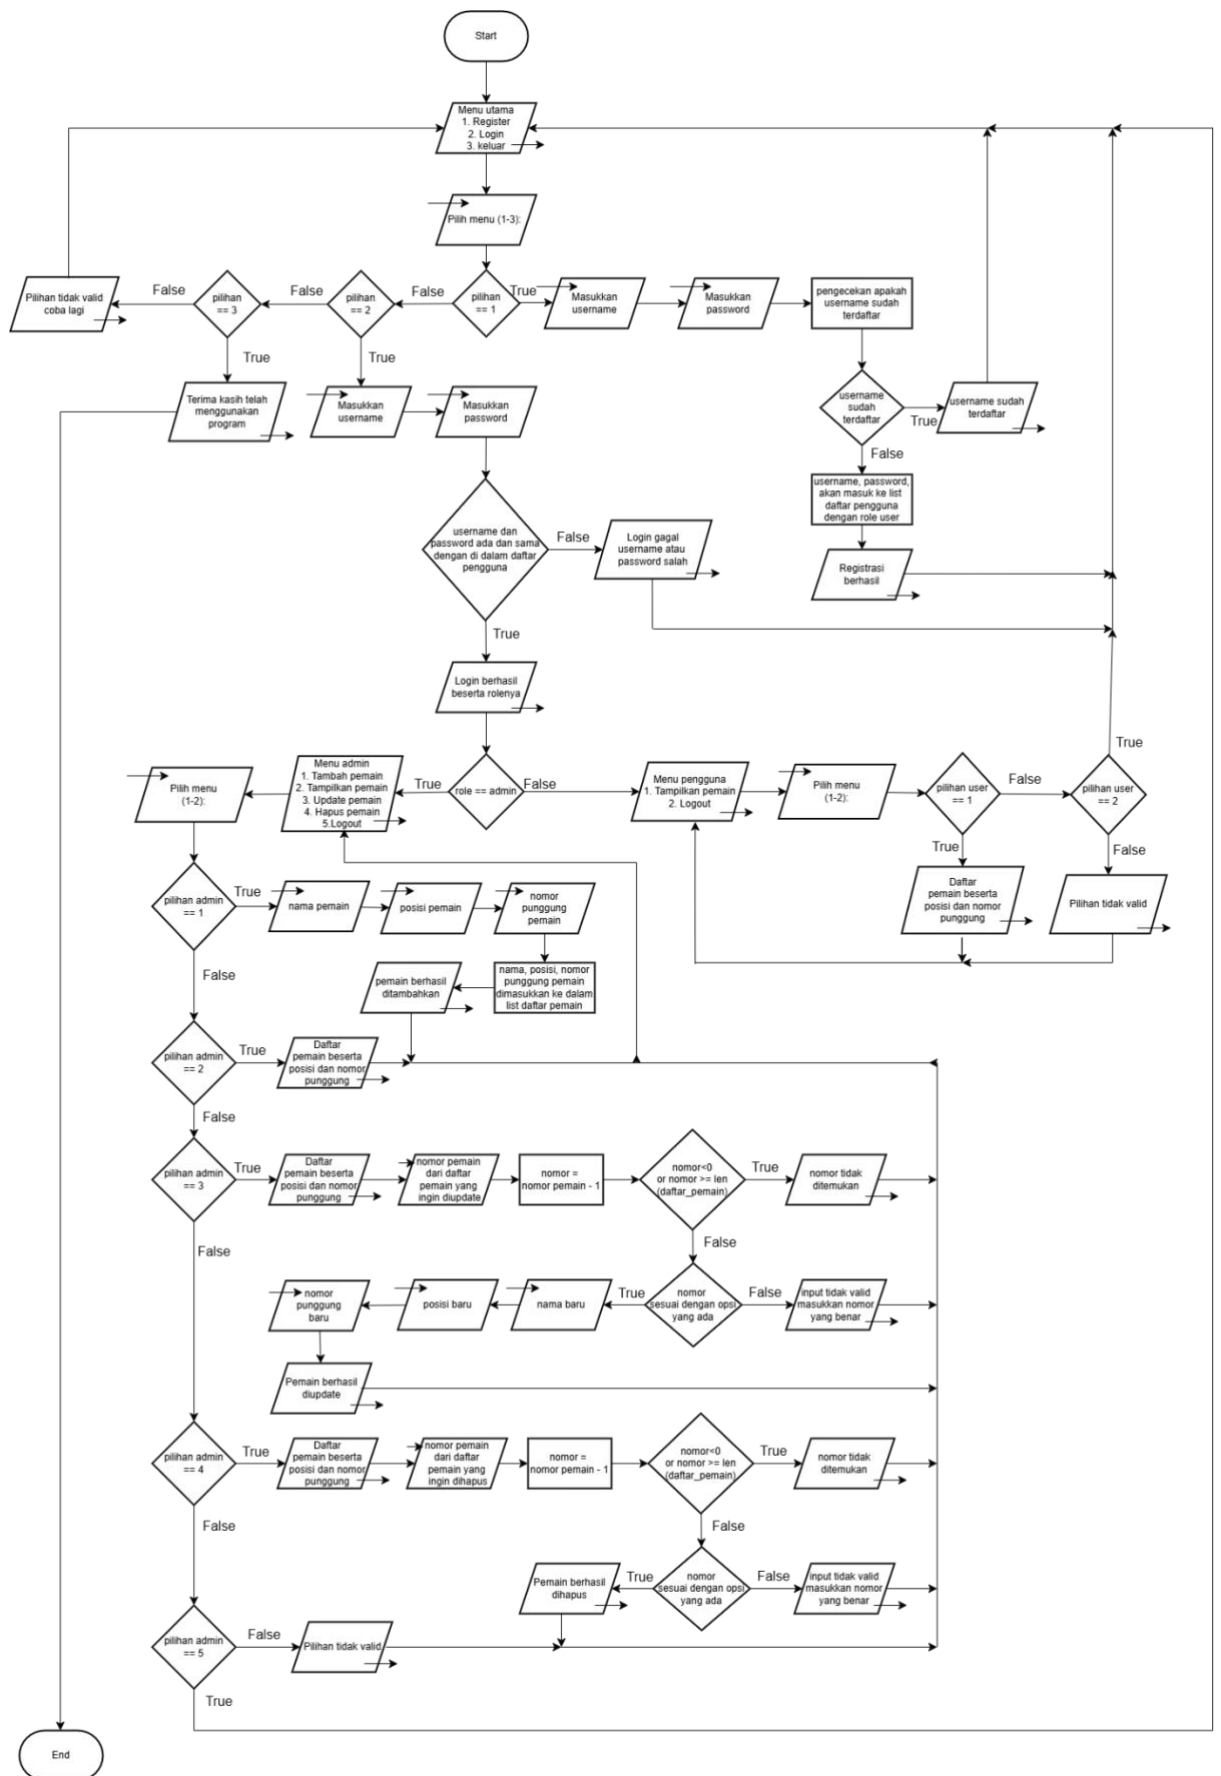 Start
Menu utama
1. Register
2. Login
3. keluar
Pilih menu (1-3):
Pilihan tidak valid
coba lagi
False
pilihan
== 3
False
pilihan
== 2
False
pilihan
== 1
True
Masukkan
username
Masukkan
password
pengecekan apakah
username sudah
terdaftar
True
True
Terima kasih telah
menggunakan
program
Masukkan
username
Masukkan
password
username
sudah
terdaftar
True
username sudah
terdaftar
False
username, password,
akan masuk ke list
daftar pengguna
dengan role user
Registrasi
berhasil
username dan
password ada dan sama
dengan di dalam daftar
pengguna
False
Login gagal
username atau
password salah
True
Login berhasil
beserta rolenya
Pilih menu
(1-2):
Menu admin
1. Tambah pemain
2. Tampilkan pemain
3. Update pemain
4. Hapus pemain
5.Logout
True
role == admin
False
Menu pengguna
1. Tampilkan pemain
2. Logout
Pilih menu
(1-2):
pilihan user
== 1
False
pilihan user
== 2
True
True
False
Daftar
pemain beserta
posisi dan nomor
punggung
Pilihan tidak valid
pilihan admin
== 1
True
nama pemain
posisi pemain
nomor
punggung
pemain
False
pemain berhasil
ditambahkan
nama, posisi, nomor
punggung pemain
dimasukkan ke dalam
list daftar pemain
pilihan admin
== 2
True
Daftar
pemain beserta
posisi dan nomor
punggung
False
pilihan admin
== 3
True
Daftar
pemain beserta
posisi dan nomor
punggung
nomor pemain
dari daftar
pemain yang
ingin diupdate
nomor =
nomor pemain - 1
nomor<0
or nomor >= len
(daftar_pemain)
True
nomor tidak
ditemukan
False
False
nomor
punggung
baru
posisi baru
nama baru
True
nomor
sesuai dengan opsi
yang ada
False
input tidak valid
masukkan nomor
yang benar
Pemain berhasil
diupdate
pilihan admin
== 4
True
Daftar
pemain beserta
posisi dan nomor
punggung
nomor pemain
dari daftar
pemain yang
ingin dihapus
nomor =
nomor pemain - 1
nomor<0
or nomor >= len
(daftar_pemain)
True
nomor tidak
ditemukan
False
False
Pemain berhasil
dihapus
True
nomor
sesuai dengan opsi
yang ada
False
input tidak valid
masukkan nomor
yang benar
pilihan admin
== 5
False
Pilihan tidak valid
True
End